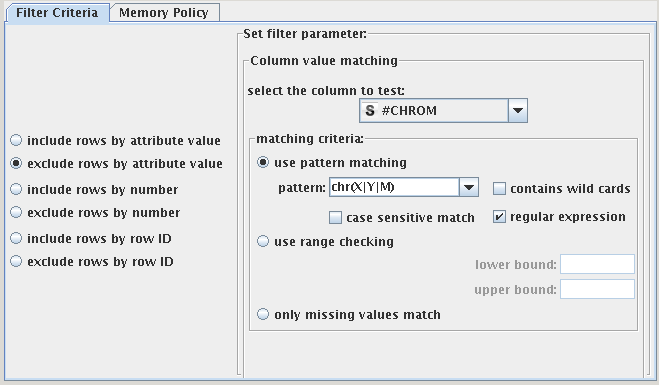 Filter Criteria
Memory Policy
include rows by attribute value
exclude rows by attribute value
include rows by number
exclude rows by number
include rows by row ID
exclude rows by row ID
Set filter parameter:
Column value matching
select the column to test:
S #CHROM
matching criteria:
use pattern matching
pattern: chr(X|Y|M) contains wild cards
case sensitive match regular expression
use range checking
lower bound:
upper bound:
only missing values match